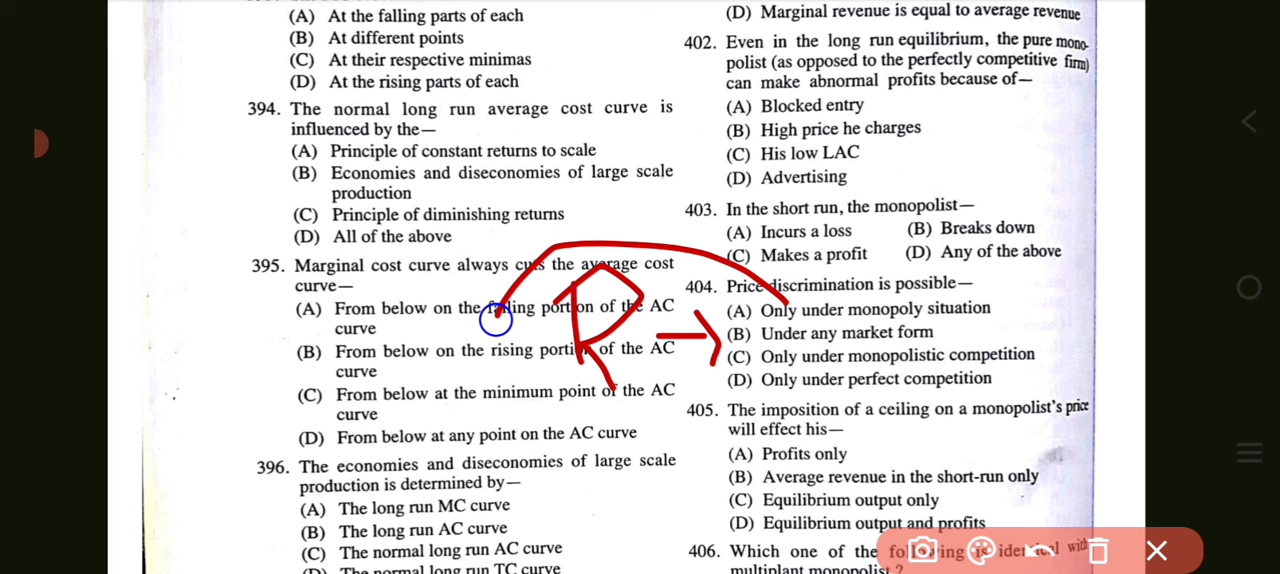 (A) At the falling parts of each
(B) At different points
(C) At their respective minimas
(D) At the rising parts of each
394. The normal long run average cost curve is
influenced by the—
(A) Principle of constant returns to scale
(B) Economies and diseconomies of large scale
production
(C) Principle of diminishing returns
(D) All of the above
395. Marginal cost curve always cuts the average cost
curve—
(A) From below on the falling portion of the AC
curve
(B) From below on the rising portion of the AC
curve
(C) From below at the minimum point of the AC
curve
(D) From below at any point on the AC curve
396. The economies and diseconomies of large scale
production is determined by—
(A) The long run MC curve
(B) The long run AC curve
(C) The normal long run AC curve
(D) The normal long run TC curve
(D) Marginal revenue is equal to average revenue
402. Even in the long run equilibrium, the pure mono-
polist (as opposed to the perfectly competitive firm)
can make abnormal profits because of—
(A) Blocked entry
(B) High price he charges
(C) His low LAC
(D) Advertising
403. In the short run, the monopolist—
(A) Incurs a loss (B) Breaks down
(C) Makes a profit (D) Any of the above
404. Price discrimination is possible—
(A) Only under monopoly situation
(B) Under any market form
(C) Only under monopolistic competition
(D) Only under perfect competition
405. The imposition of a ceiling on a monopolist's price
will effect his—
(A) Profits only
(B) Average revenue in the short-run only
(C) Equilibrium output only
(D) Equilibrium output and profits
406. Which one of the following is identical with
multiplant monopolist ?
R